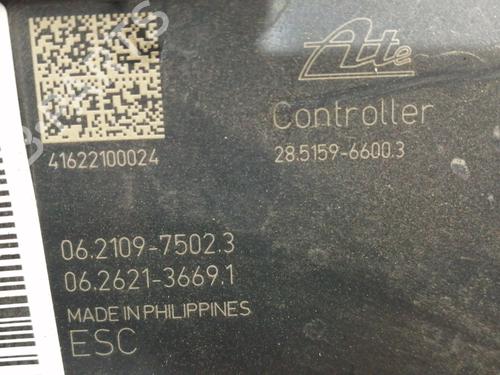 Ate
Controller
28.5159-6600.3
41622100024
06.2109-7502.3
06.2621-3669.1
MADE IN PHILIPPINES
ESC